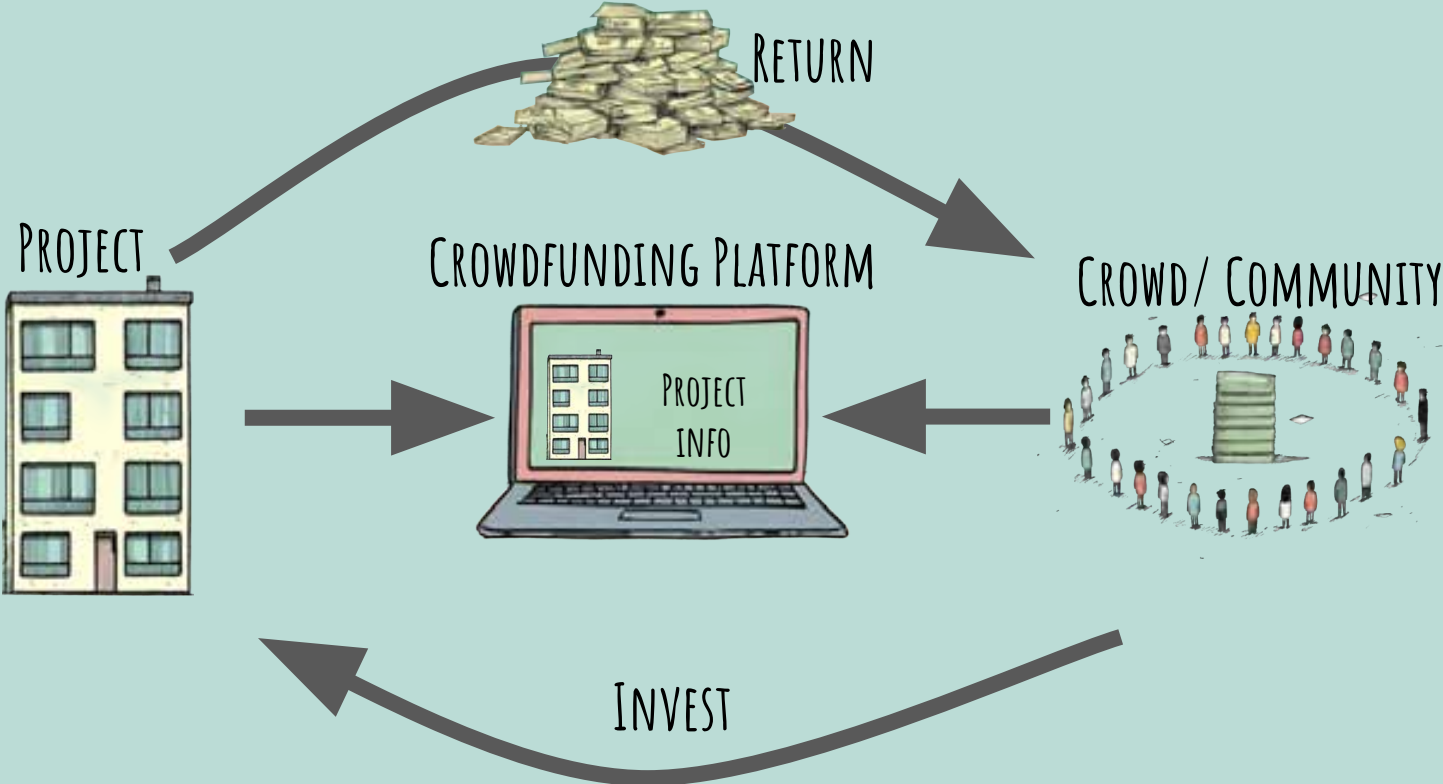 Return
Project
Crowdfunding Platform
Crowd/ Community
Project
info
Invest